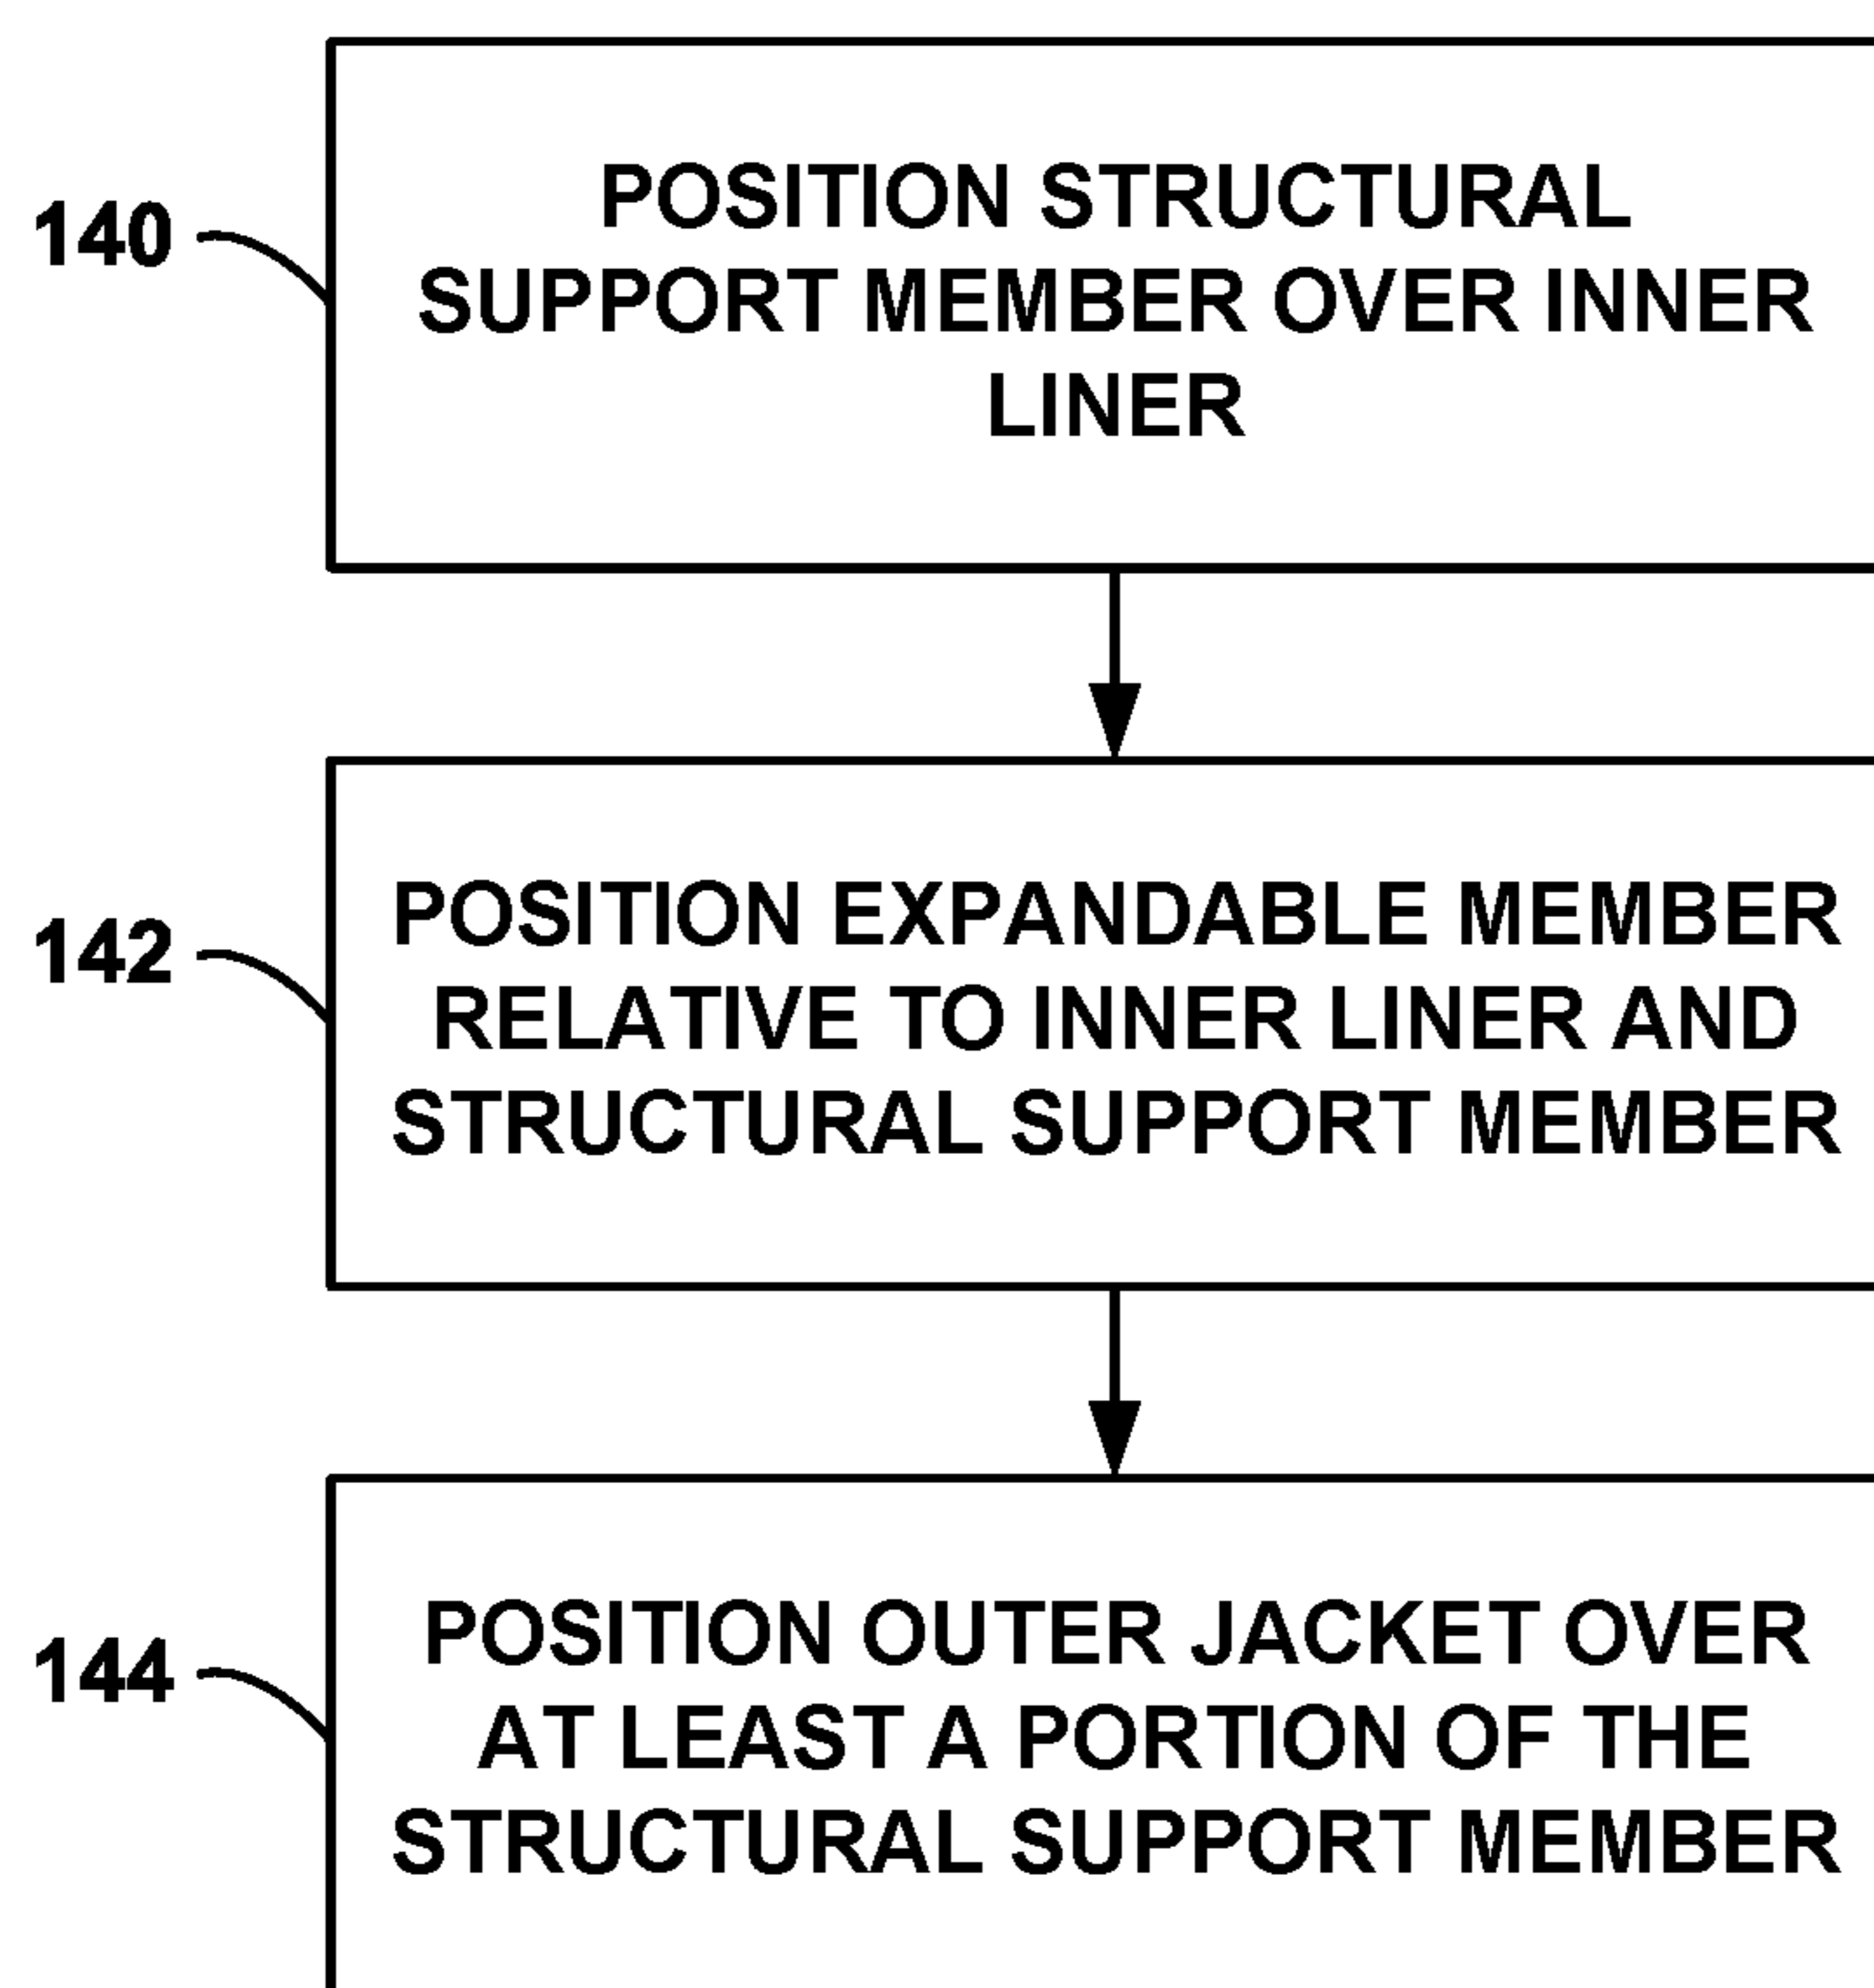 140
POSITION STRUCTURAL
SUPPORT MEMBER OVER INNER
LINER
142
POSITION EXPANDABLE MEMBER
RELATIVE TO INNER LINER AND
STRUCTURAL SUPPORT MEMBER
144
POSITION OUTER JACKET OVER
AT LEAST A PORTION OF THE
STRUCTURAL SUPPORT MEMBER